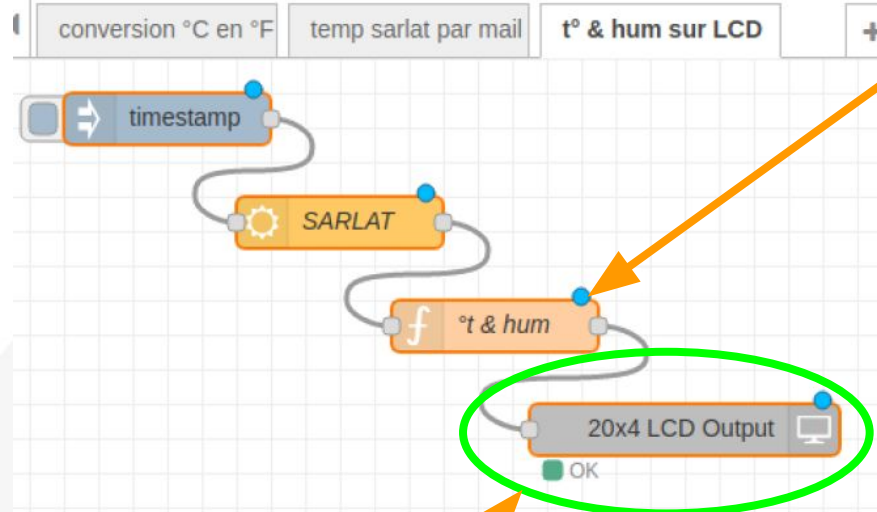 conversion °C en °F
temp sarlat par mail
t° & hum sur LCD
+
timestamp
SARLAT
f
°t & hum
20x4 LCD Output
OK